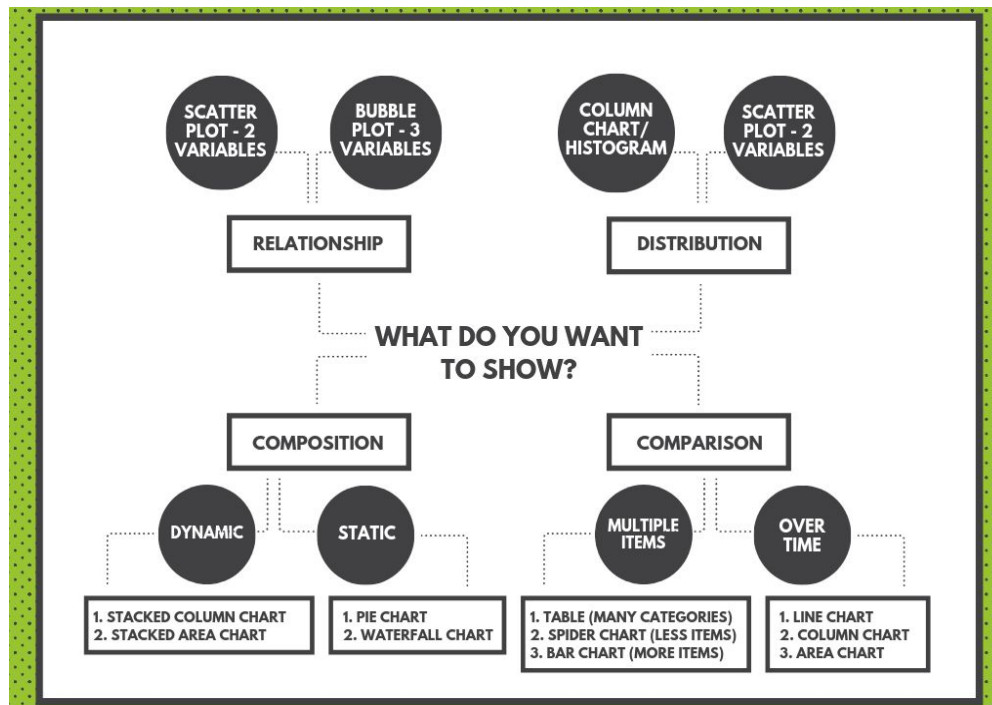 SCATTER
PLOT - 2
VARIABLES
BUBBLE
PLOT - 3
VARIABLES
COLUMN
CHART/
HISTOGRAM
SCATTER
PLOT - 2
VARIABLES
RELATIONSHIP
DISTRIBUTION
WHAT DO YOU WANT
TO SHOW?
COMPOSITION
COMPARISON
DYNAMIC
STATIC
MULTIPLE
ITEMS
OVER
TIME
1. STACKED COLUMN CHART
2. STACKED AREA CHART
1. PIE CHART
2. WATERFALL CHART
1. TABLE (MANY CATEGORIES)
2. SPIDER CHART (LESS ITEMS)
3. BAR CHART (MORE ITEMS)
1. LINE CHART
2. COLUMN CHART
3. AREA CHART